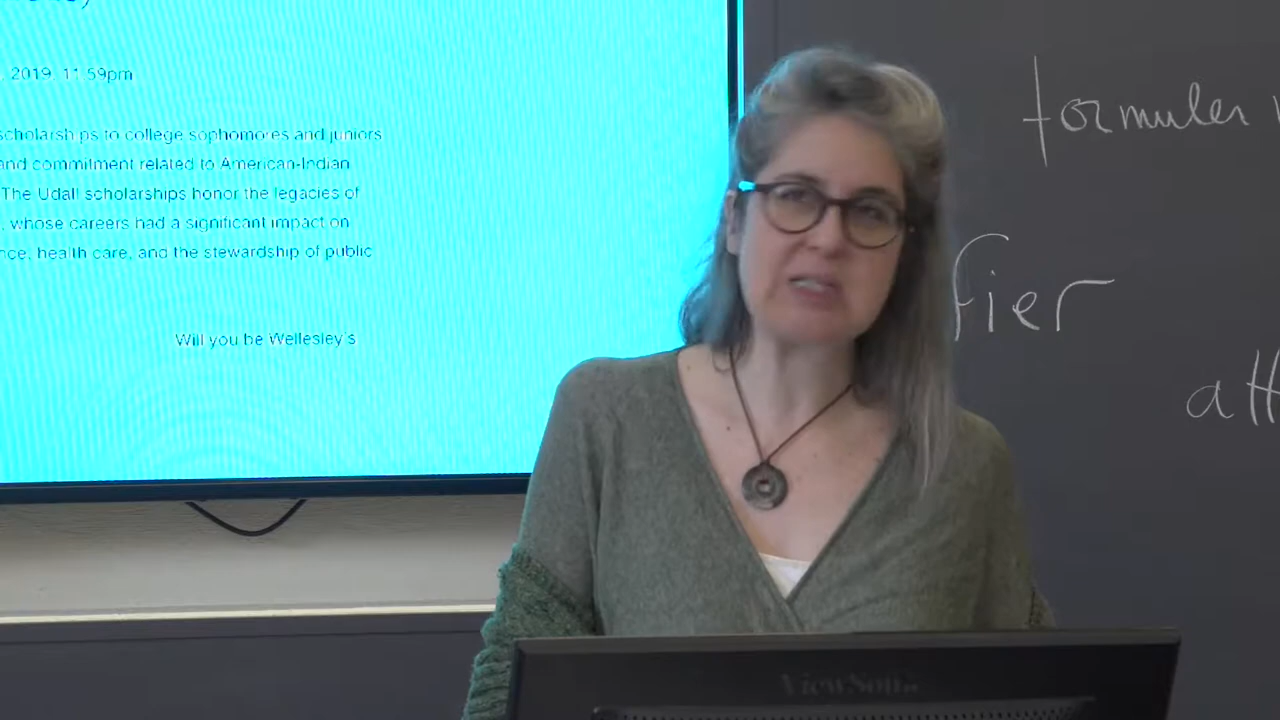 2019, 11:59pm
scholarships to college sophomores and juniors
and commitment related to American-Indian
The Udall scholarships honor the legacies of
, whose careers had a significant impact on
health care, and the stewardship of public
Will you be Wellesley's
formuler
fier
att
ViewSonic